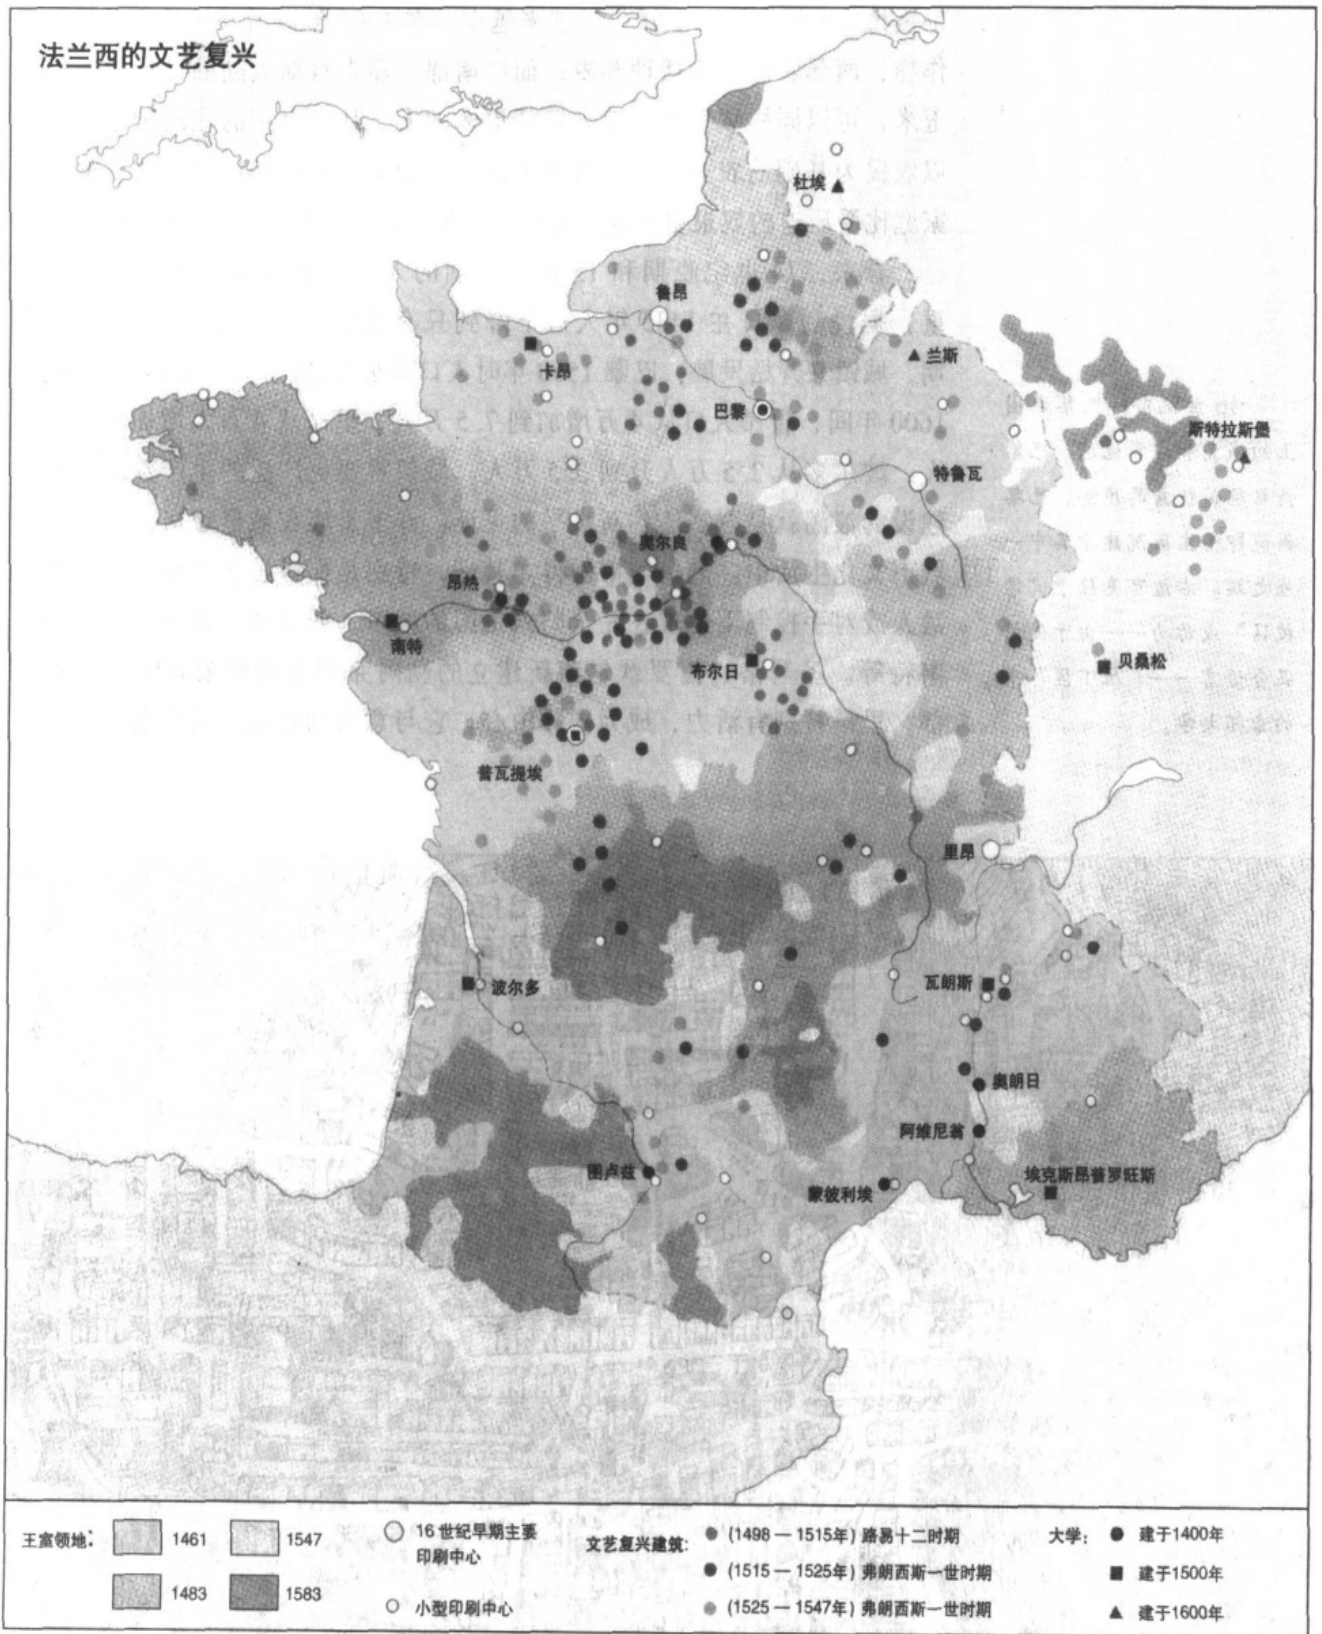 法兰西的文艺复兴
杜埃
鲁昂
卡昂
兰斯
巴黎
斯特拉斯堡
特鲁瓦
奥尔良
昂热
南特
布尔日
贝桑松
普瓦提埃
里昂
波尔多
瓦朗斯
奥朗日
阿维尼翁
图卢兹
蒙彼利埃
埃克斯昂普罗旺斯
王室领地：
1461
1547
1483
1583
16世纪早期主要
印刷中心
小型印刷中心
文艺复兴建筑:
(1498—1515年) 路易十二时期
(1515—1525年) 弗朗西斯一世时期
(1525—1547年) 弗朗西斯一世时期
大学:
建于1400年
建于1500年
建于1600年